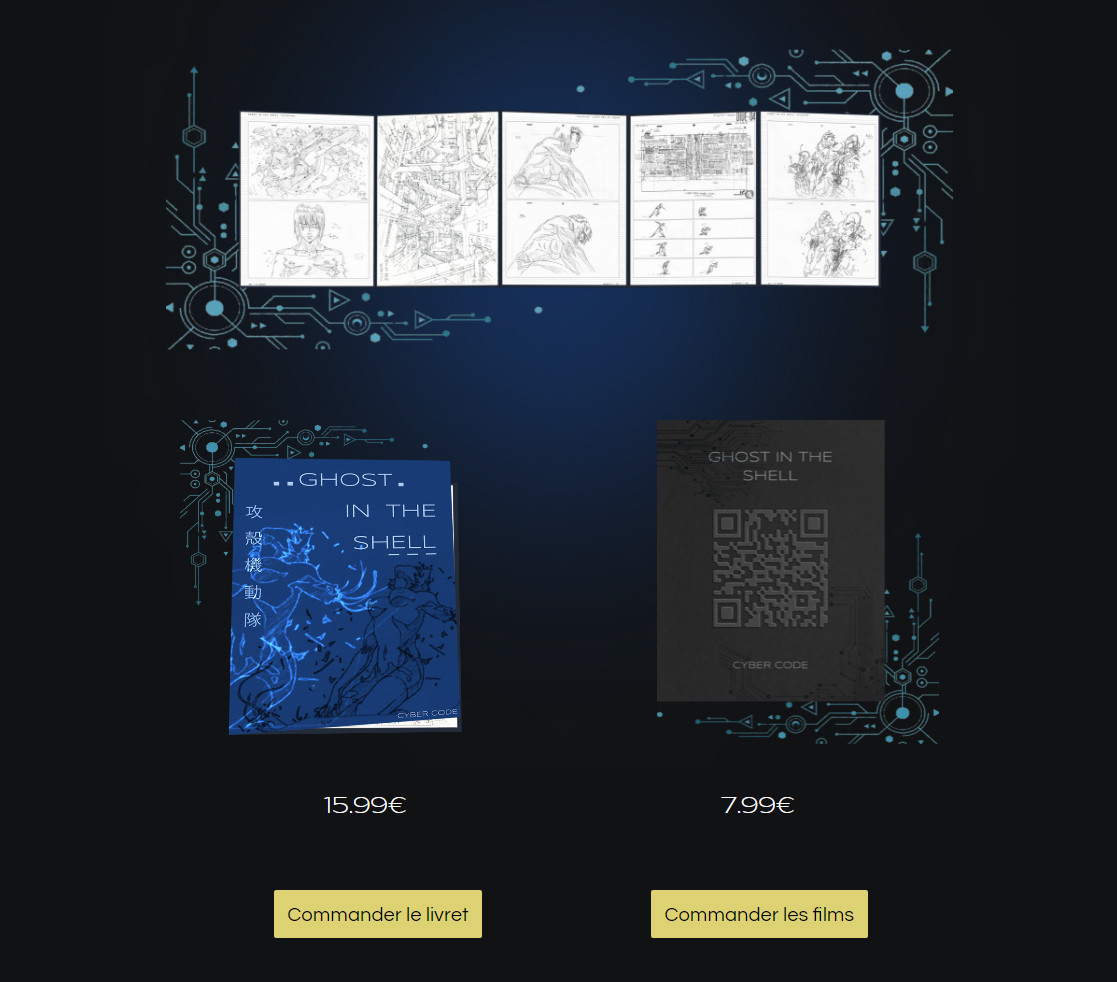 ..GHOST.
IN THE
SHELL
攻
殻
機
動
隊
CYBER CODE
GHOST IN THE
SHELL
CYBER CODE
15.99€
7.99€
Commander le livret
Commander les films